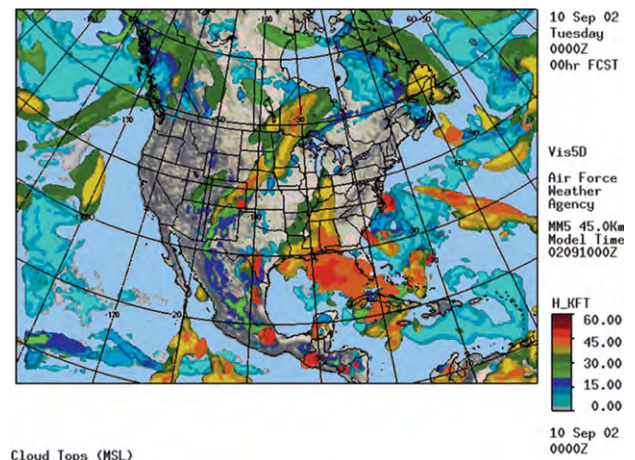 10 Sep 02
Tuesday
0000Z
00hr FCST
Vis5D
Air Force
Weather
Agency
MM5 45.0Km
Model Time
02091000Z
H_KFT
60.00
45.00
30.00
15.00
0.00
10 Sep 02
0000Z
Cloud Tops (MSL)